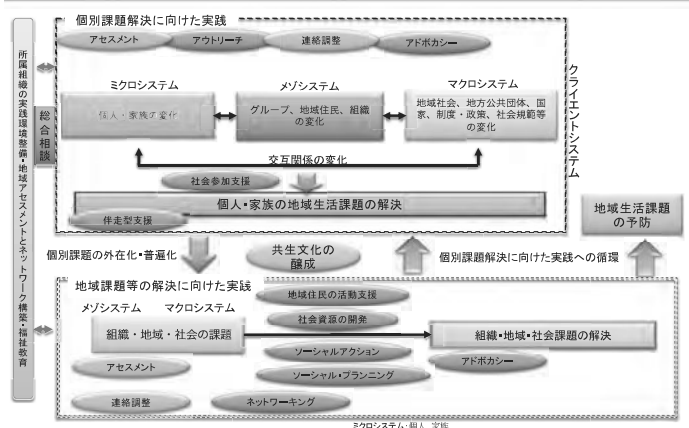 個別課題解決に向けた実践
アセスメント
アウトリーチ
連絡調整
アドボカシー
所属組織の実践環境整備・地域アセスメントとネットワーク構築・福祉教育
総合相談
クライエントシステム
ミクロシステム
メゾシステム
マクロシステム
個人・家族の変化
グループ、地域住民、組織
の変化
地域社会、地方公共団体、国
家、制度・政策、社会規範等
の変化
交互関係の変化
社会参加支援
個人・家族の地域生活課題の解決
伴走型支援
地域生活課題
の予防
個別課題の外在化・普遍化
共生文化の
醸成
個別課題解決に向けた実践への循環
地域課題等の解決に向けた実践
メゾシステム
マクロシステム
地域住民の活動支援
社会資源の開発
組織・地域・社会の課題
組織・地域・社会課題の解決
ソーシャルアクション
アセスメント
アドボカシー
ソーシャル・プランニング
連絡調整
ネットワーキング
ミクロシステム:個人、家族